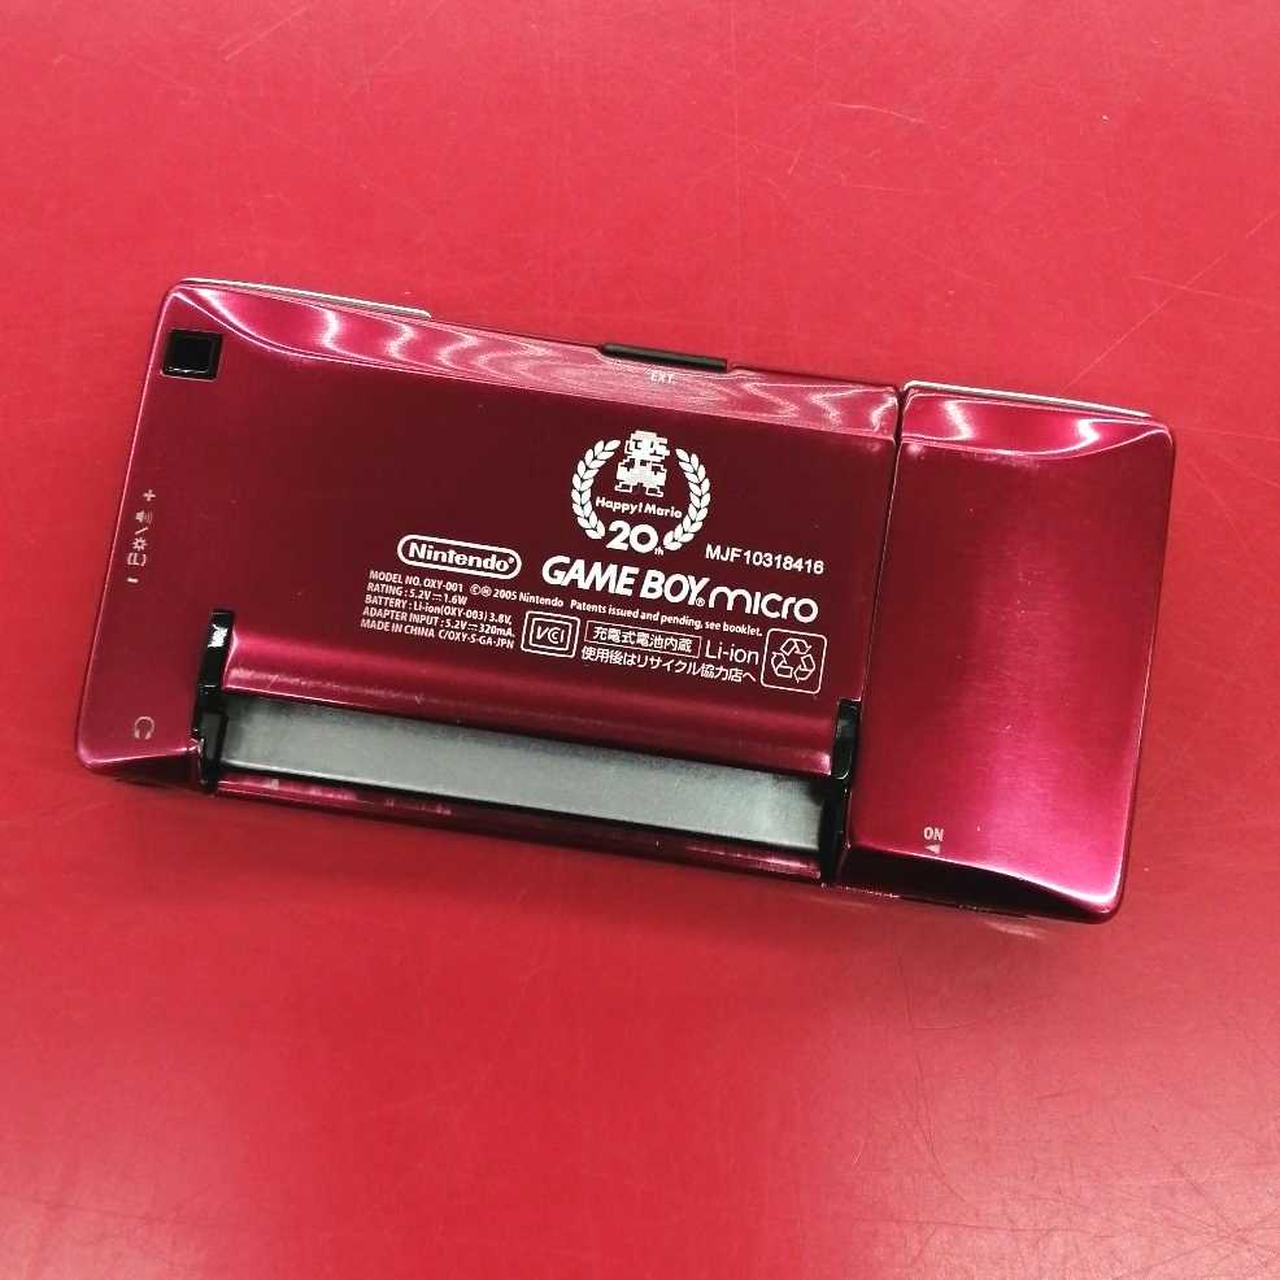 EXT.
Happy! Mario
20th
MJF10318416
Nintendo®
GAME BOY® micro
MODEL NO. OXY-001 ©® 2005 Nintendo Patents issued and pending, see booklet.
RATING : 5.2V⎓1.6W
BATTERY : Li-ion(OXY-003) 3.8V,
ADAPTER INPUT : 5.2V⎓320mA,
MADE IN CHINA C/OXY-S-GA-JPN
VCI
充電式電池内蔵
Li-ion
使用後はリサイクル協力店へ
+
-
ON